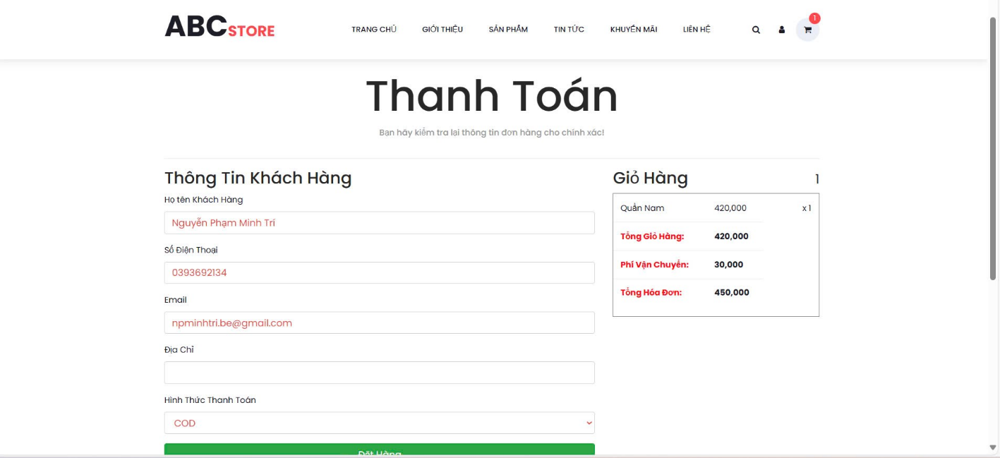 ABCSTORE
TRANG CHỦ GIỚI THIỆU SẢN PHẨM TIN TỨC KHUYẾN MÃI LIÊN HỆ 1
Thanh Toán
Bạn hãy kiểm tra lại thông tin đơn hàng cho chính xác!
Thông Tin Khách Hàng
Họ tên Khách Hàng
Nguyễn Phạm Minh Trí
Số Điện Thoại
0393692134
Email
npminhtri.be@gmail.com
Địa Chỉ
Hình Thức Thanh Toán
COD
Đặt Hàng
Giỏ Hàng 1
Quần Nam 420,000 x 1
Tổng Giỏ Hàng: 420,000
Phí Vận Chuyển: 30,000
Tổng Hóa Đơn: 450,000